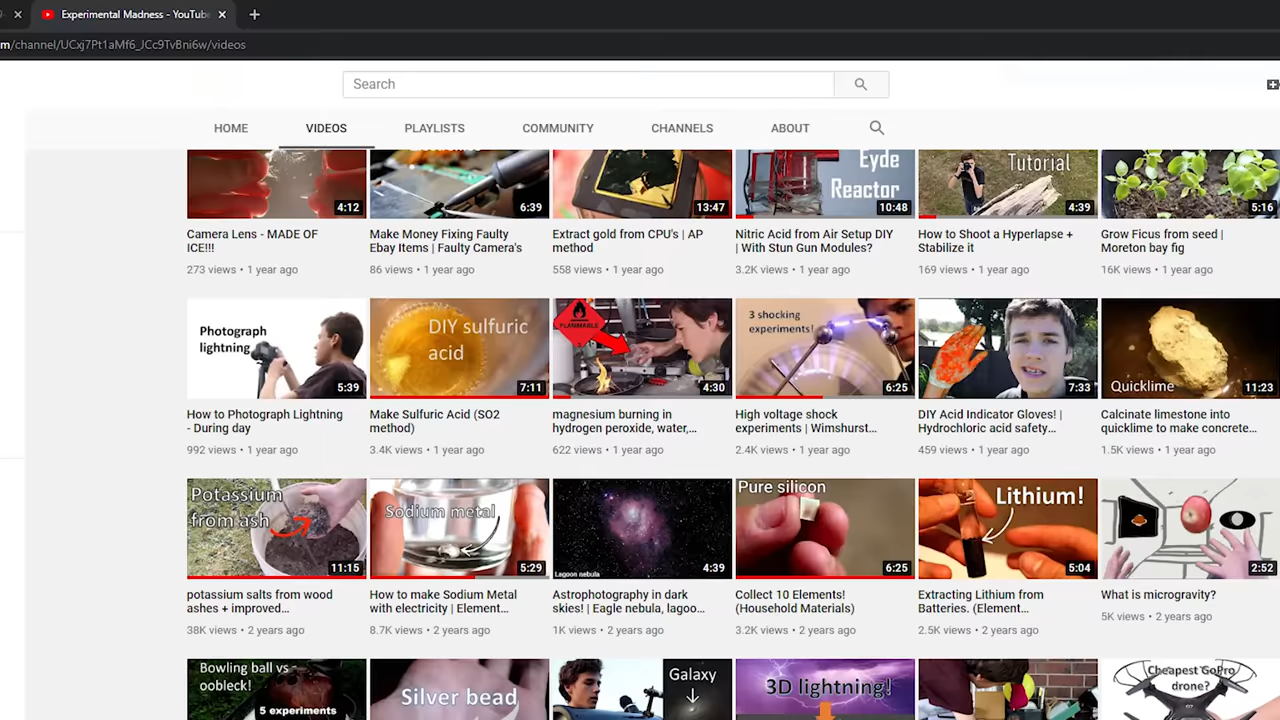 Experimental Madness - YouTube
m/channel/UCxj7Pt1aMf6_JCc9TvBni6w/videos
Search
HOME VIDEOS PLAYLISTS COMMUNITY CHANNELS ABOUT
Eyde
Reactor
Tutorial
4:12 6:39 13:47 10:48 4:39 5:16
Camera Lens - MADE OF
ICE!!!
273 views • 1 year ago
Make Money Fixing Faulty
Ebay Items | Faulty Camera's
86 views • 1 year ago
Extract gold from CPU's | AP
method
558 views • 1 year ago
Nitric Acid from Air Setup DIY
| With Stun Gun Modules?
3.2K views • 1 year ago
How to Shoot a Hyperlapse +
Stabilize it
169 views • 1 year ago
Grow Ficus from seed |
Moreton bay fig
16K views • 1 year ago
Photograph
lightning
5:39
DIY sulfuric
acid
7:11
FLAMMABLE
4:30
3 shocking
experiments!
6:25
7:33
Quicklime
11:23
How to Photograph Lightning
- During day
992 views • 1 year ago
Make Sulfuric Acid (SO2
method)
3.4K views • 1 year ago
magnesium burning in
hydrogen peroxide, water,...
622 views • 1 year ago
High voltage shock
experiments | Wimshurst...
2.4K views • 1 year ago
DIY Acid Indicator Gloves! |
Hydrochloric acid safety...
459 views • 1 year ago
Calcinate limestone into
quicklime to make concrete...
1.5K views • 1 year ago
Potassium
from ash
11:15
Sodium metal
5:29
Lagoon nebula
4:39
Pure silicon
6:25
Lithium!
5:04
2:52
potassium salts from wood
ashes + improved...
38K views • 2 years ago
How to make Sodium Metal
with electricity | Element...
8.7K views • 2 years ago
Astrophotography in dark
skies! | Eagle nebula, lagoo...
1K views • 2 years ago
Collect 10 Elements!
(Household Materials)
3.2K views • 2 years ago
Extracting Lithium from
Batteries. (Element...
2.5K views • 2 years ago
What is microgravity?
5K views • 2 years ago
Bowling ball vs
oobleck!
5 experiments
Silver bead
Galaxy
3D lightning!
Cheapest GoPro
drone?